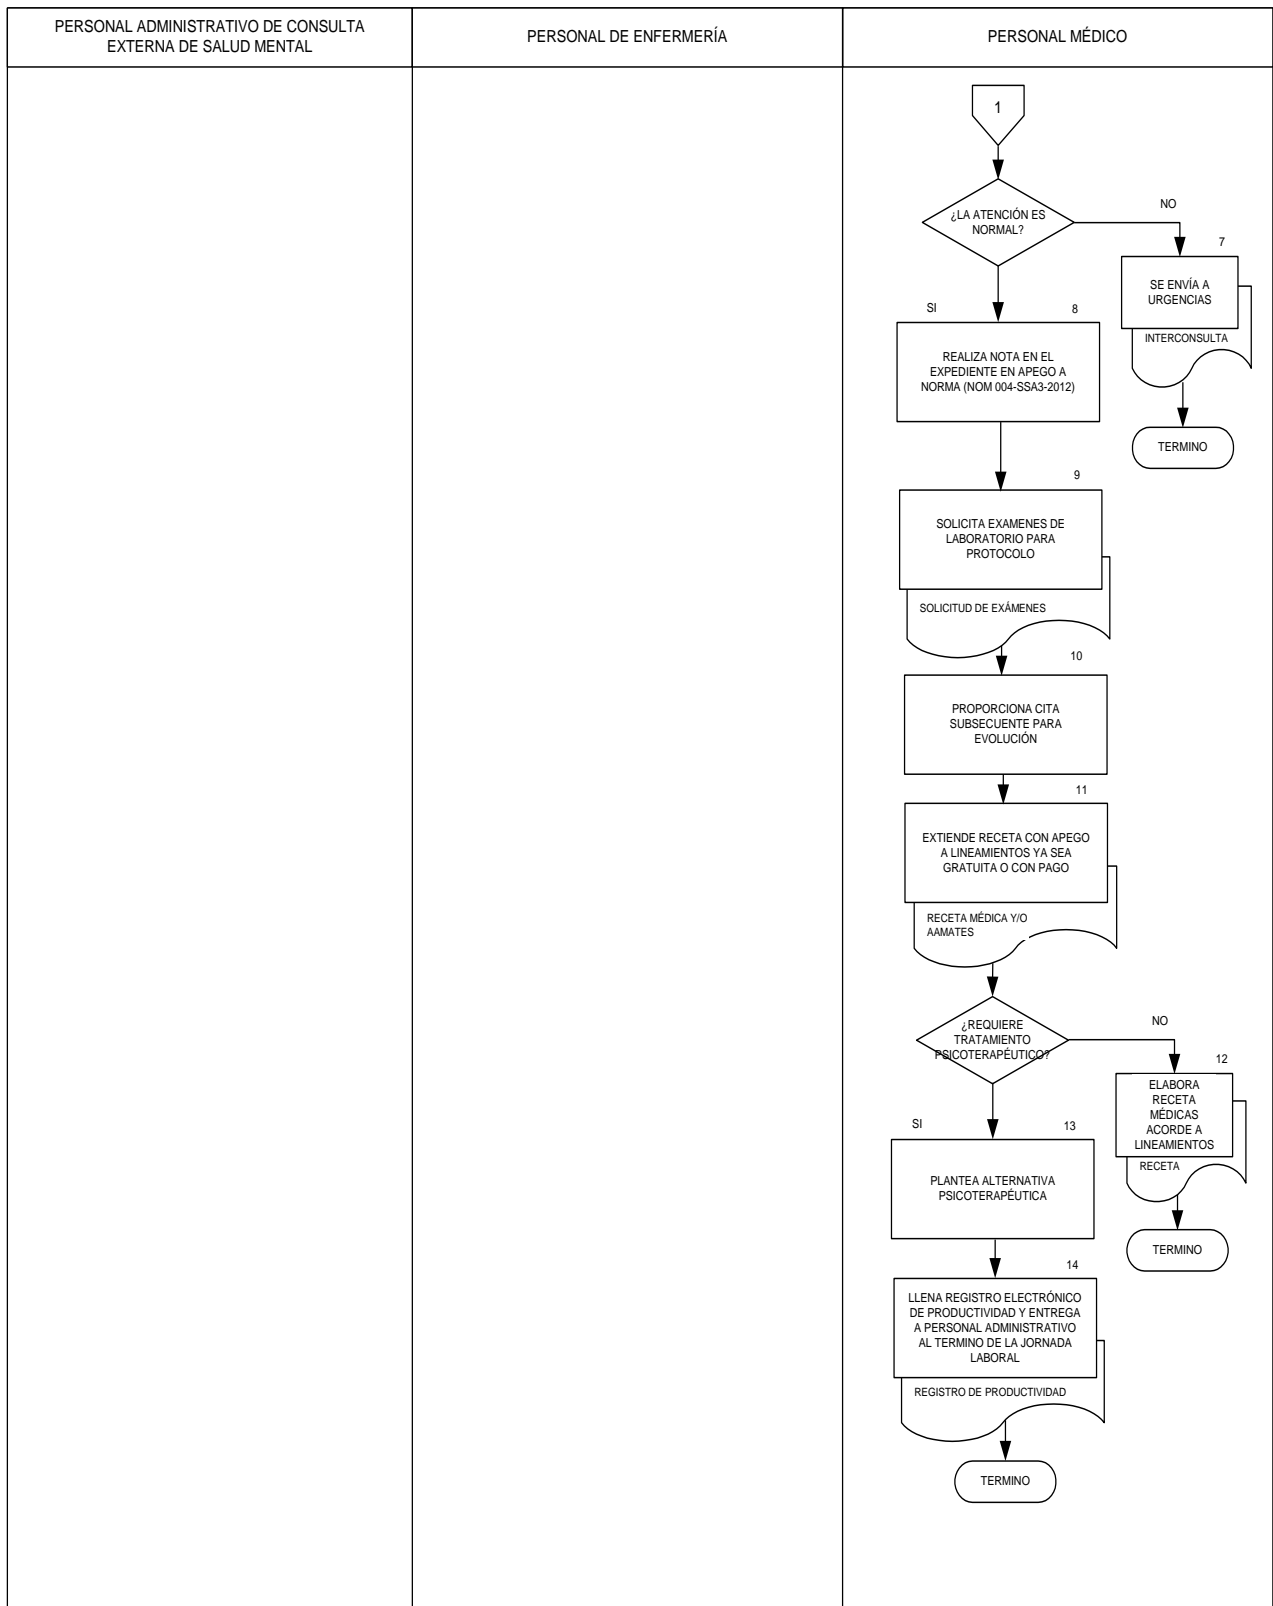 PERSONAL ADMINISTRATIVO DE CONSULTA
EXTERNA DE SALUD MENTAL
PERSONAL DE ENFERMERÍA
PERSONAL MÉDICO
1
¿LA ATENCIÓN ES
NORMAL?
NO
7
SE ENVÍA A
URGENCIAS
INTERCONSULTA
TERMINO
SI
8
REALIZA NOTA EN EL
EXPEDIENTE EN APEGO A
NORMA (NOM 004-SSA3-2012)
9
SOLICITA EXAMENES DE
LABORATORIO PARA
PROTOCOLO
SOLICITUD DE EXÁMENES
10
PROPORCIONA CITA
SUBSECUENTE PARA
EVOLUCIÓN
11
EXTIENDE RECETA CON APEGO
A LINEAMIENTOS YA SEA
GRATUITA O CON PAGO
RECETA MÉDICA Y/O
AAMATES
¿REQUIERE
TRATAMIENTO
PSICOTERAPÉUTICO?
NO
12
ELABORA
RECETA
MÉDICAS
ACORDE A
LINEAMIENTOS
RECETA
TERMINO
SI
13
PLANTEA ALTERNATIVA
PSICOTERAPÉUTICA
14
LLENA REGISTRO ELECTRÓNICO
DE PRODUCTIVIDAD Y ENTREGA
A PERSONAL ADMINISTRATIVO
AL TERMINO DE LA JORNADA
LABORAL
REGISTRO DE PRODUCTIVIDAD
TERMINO